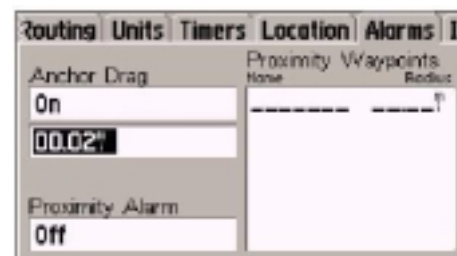 Routing Units Timers Location Alarms
Anchor Drag
On
00.02
Proximity Alarm
Off
Proximity Waypoints
Name Radius